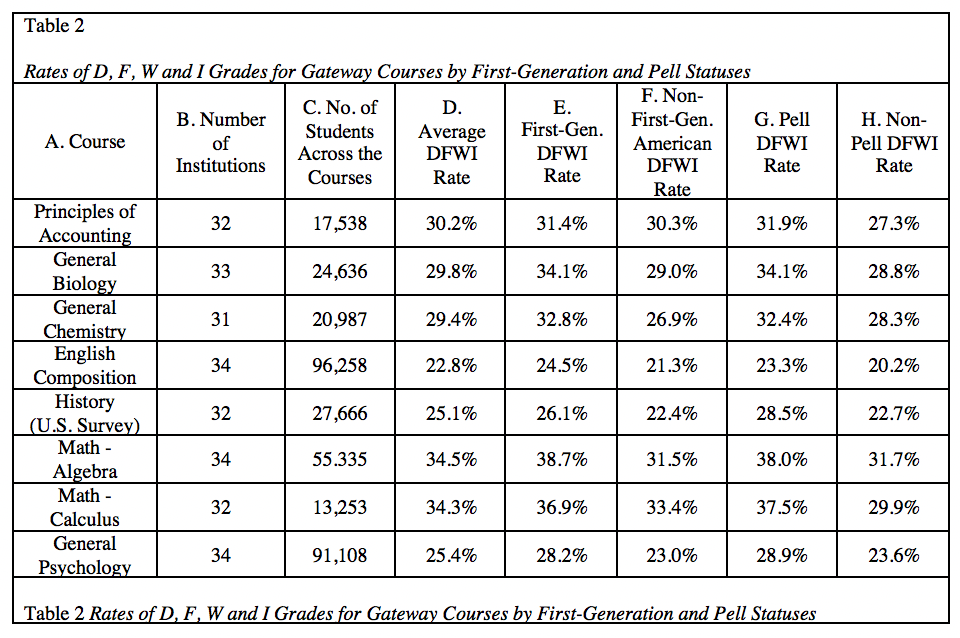 Table 2
Rates of D, F, W and I Grades for Gateway Courses by First-Generation and Pell Statuses
A. Course
B. Number
of
Institutions
C. No. of
Students
Across the
Courses
D.
Average
DFWI
Rate
E.
First-Gen.
DFWI
Rate
F. Non-
First-Gen.
American
DFWI
Rate
G. Pell
DFWI
Rate
H. Non-
Pell DFWI
Rate
Principles of
Accounting
32
17,538
30.2%
31.4%
30.3%
31.9%
27.3%
General
Biology
33
24,636
29.8%
34.1%
29.0%
34.1%
28.8%
General
Chemistry
31
20,987
29.4%
32.8%
26.9%
32.4%
28.3%
English
Composition
34
96,258
22.8%
24.5%
21.3%
23.3%
20.2%
History
(U.S. Survey)
32
27,666
25.1%
26.1%
22.4%
28.5%
22.7%
Math -
Algebra
34
55.335
34.5%
38.7%
31.5%
38.0%
31.7%
Math -
Calculus
32
13,253
34.3%
36.9%
33.4%
37.5%
29.9%
General
Psychology
34
91,108
25.4%
28.2%
23.0%
28.9%
23.6%
Table 2 Rates of D, F, W and I Grades for Gateway Courses by First-Generation and Pell Statuses